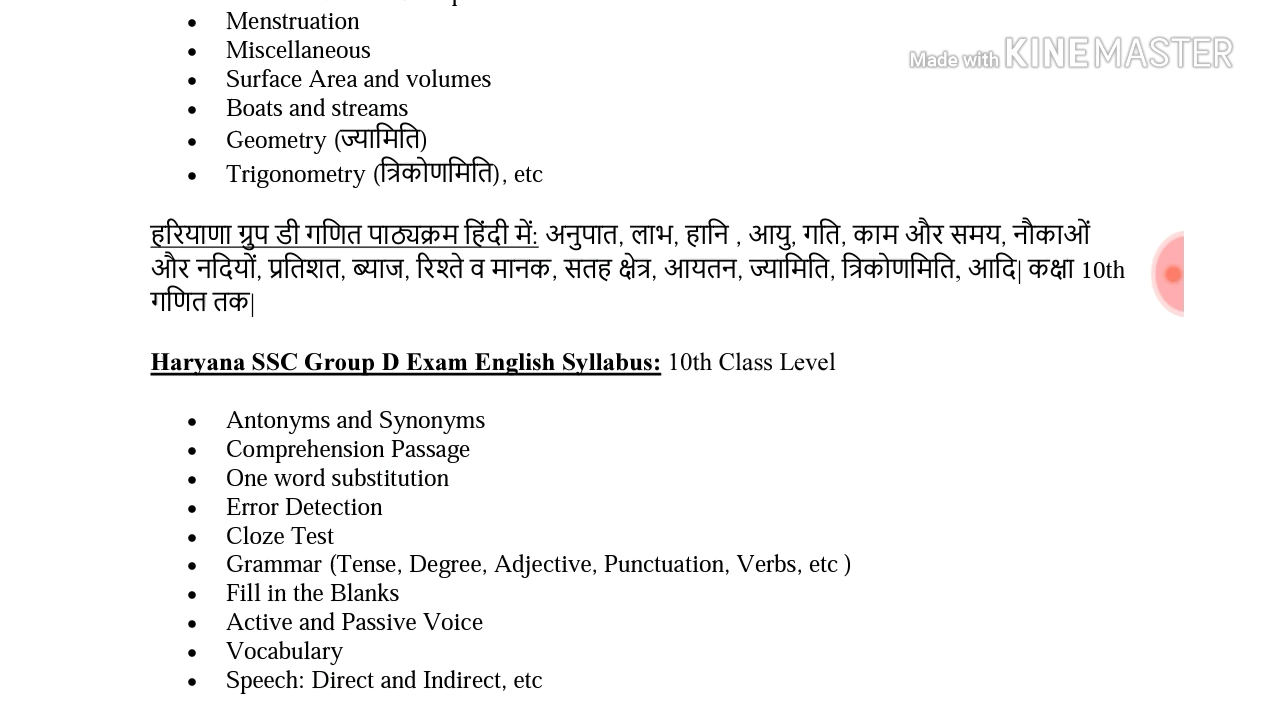 Menstruation
Made with KINEMASTER
Miscellaneous
Surface Area and volumes
Boats and streams
Geometry (ज्यामिति)
Trigonometry (त्रिकोणमिति), etc
हरियाणा ग्रुप डी गणित पाठ्यक्रम हिंदी में: अनुपात, लाभ, हानि , आयु, गति, काम और समय, नौकाओं
और नदियों, प्रतिशत, ब्याज, रिश्ते व मानक, सतह क्षेत्र, आयतन, ज्यामिति, त्रिकोणमिति, आदि| कक्षा 10th
गणित तक|
Haryana SSC Group D Exam English Syllabus: 10th Class Level
Antonyms and Synonyms
Comprehension Passage
One word substitution
Error Detection
Cloze Test
Grammar (Tense, Degree, Adjective, Punctuation, Verbs, etc )
Fill in the Blanks
Active and Passive Voice
Vocabulary
Speech: Direct and Indirect, etc